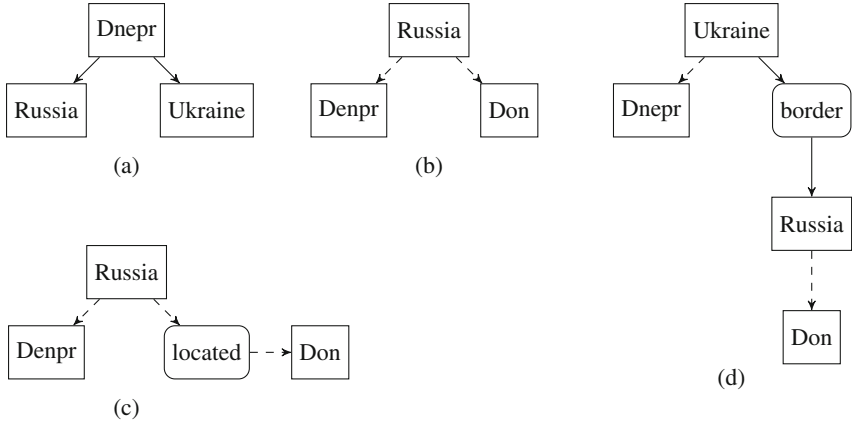 Dnepr
Russia Ukraine
(a)
Russia
Denpr Don
(b)
Ukraine
Dnepr border
Russia
Don
(d)
Russia
Denpr located Don
(c)